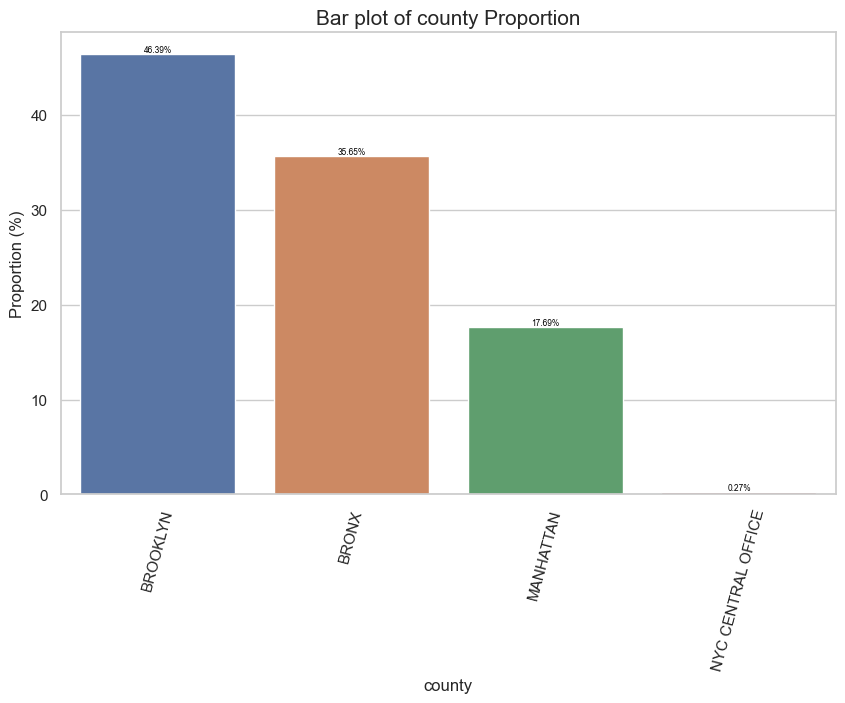 Bar plot of county Proportion
Proportion (%)
40
30
20
10
0
46.39%
35.65%
17.69%
0.27%
BROOKLYN
BRONX
MANHATTAN
NYC CENTRAL OFFICE
county